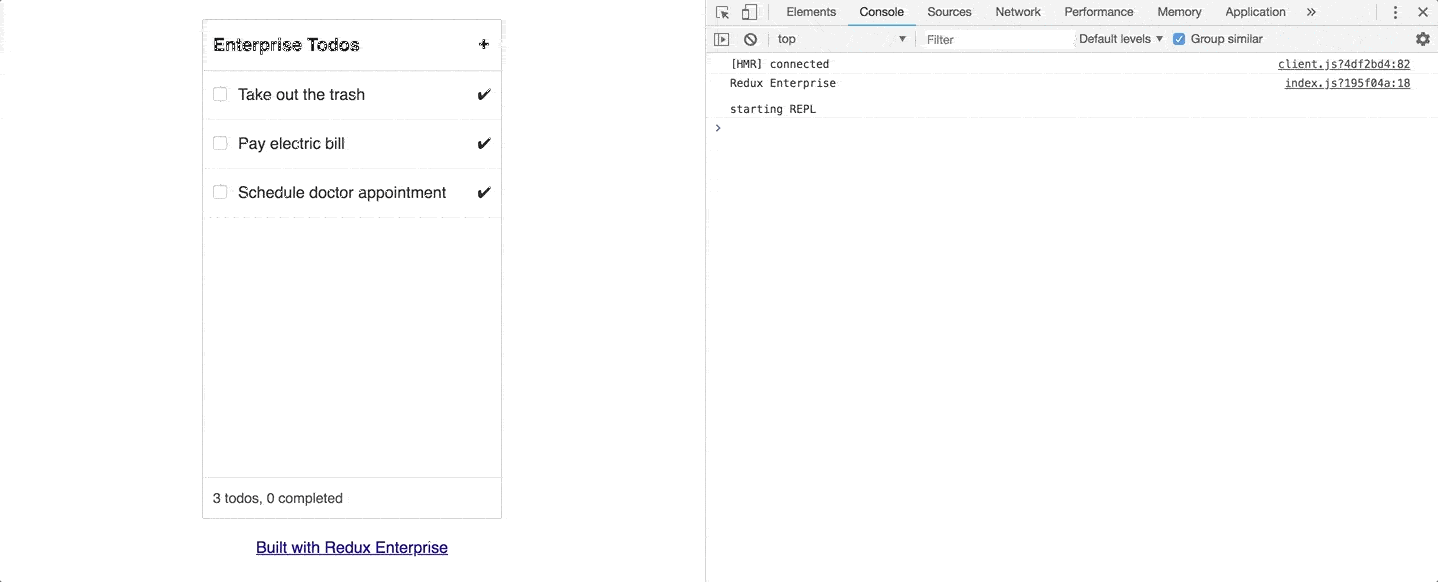 Enterprise Todos +
Take out the trash ✔
Pay electric bill ✔
Schedule doctor appointment ✔
3 todos, 0 completed
Built with Redux Enterprise
Elements Console Sources Network Performance Memory Application »
top ▼ Filter Default levels ▼ Group similar
[HMR] connected client.js?4df2bd4:82
Redux Enterprise index.js?195f04a:18
starting REPL
>